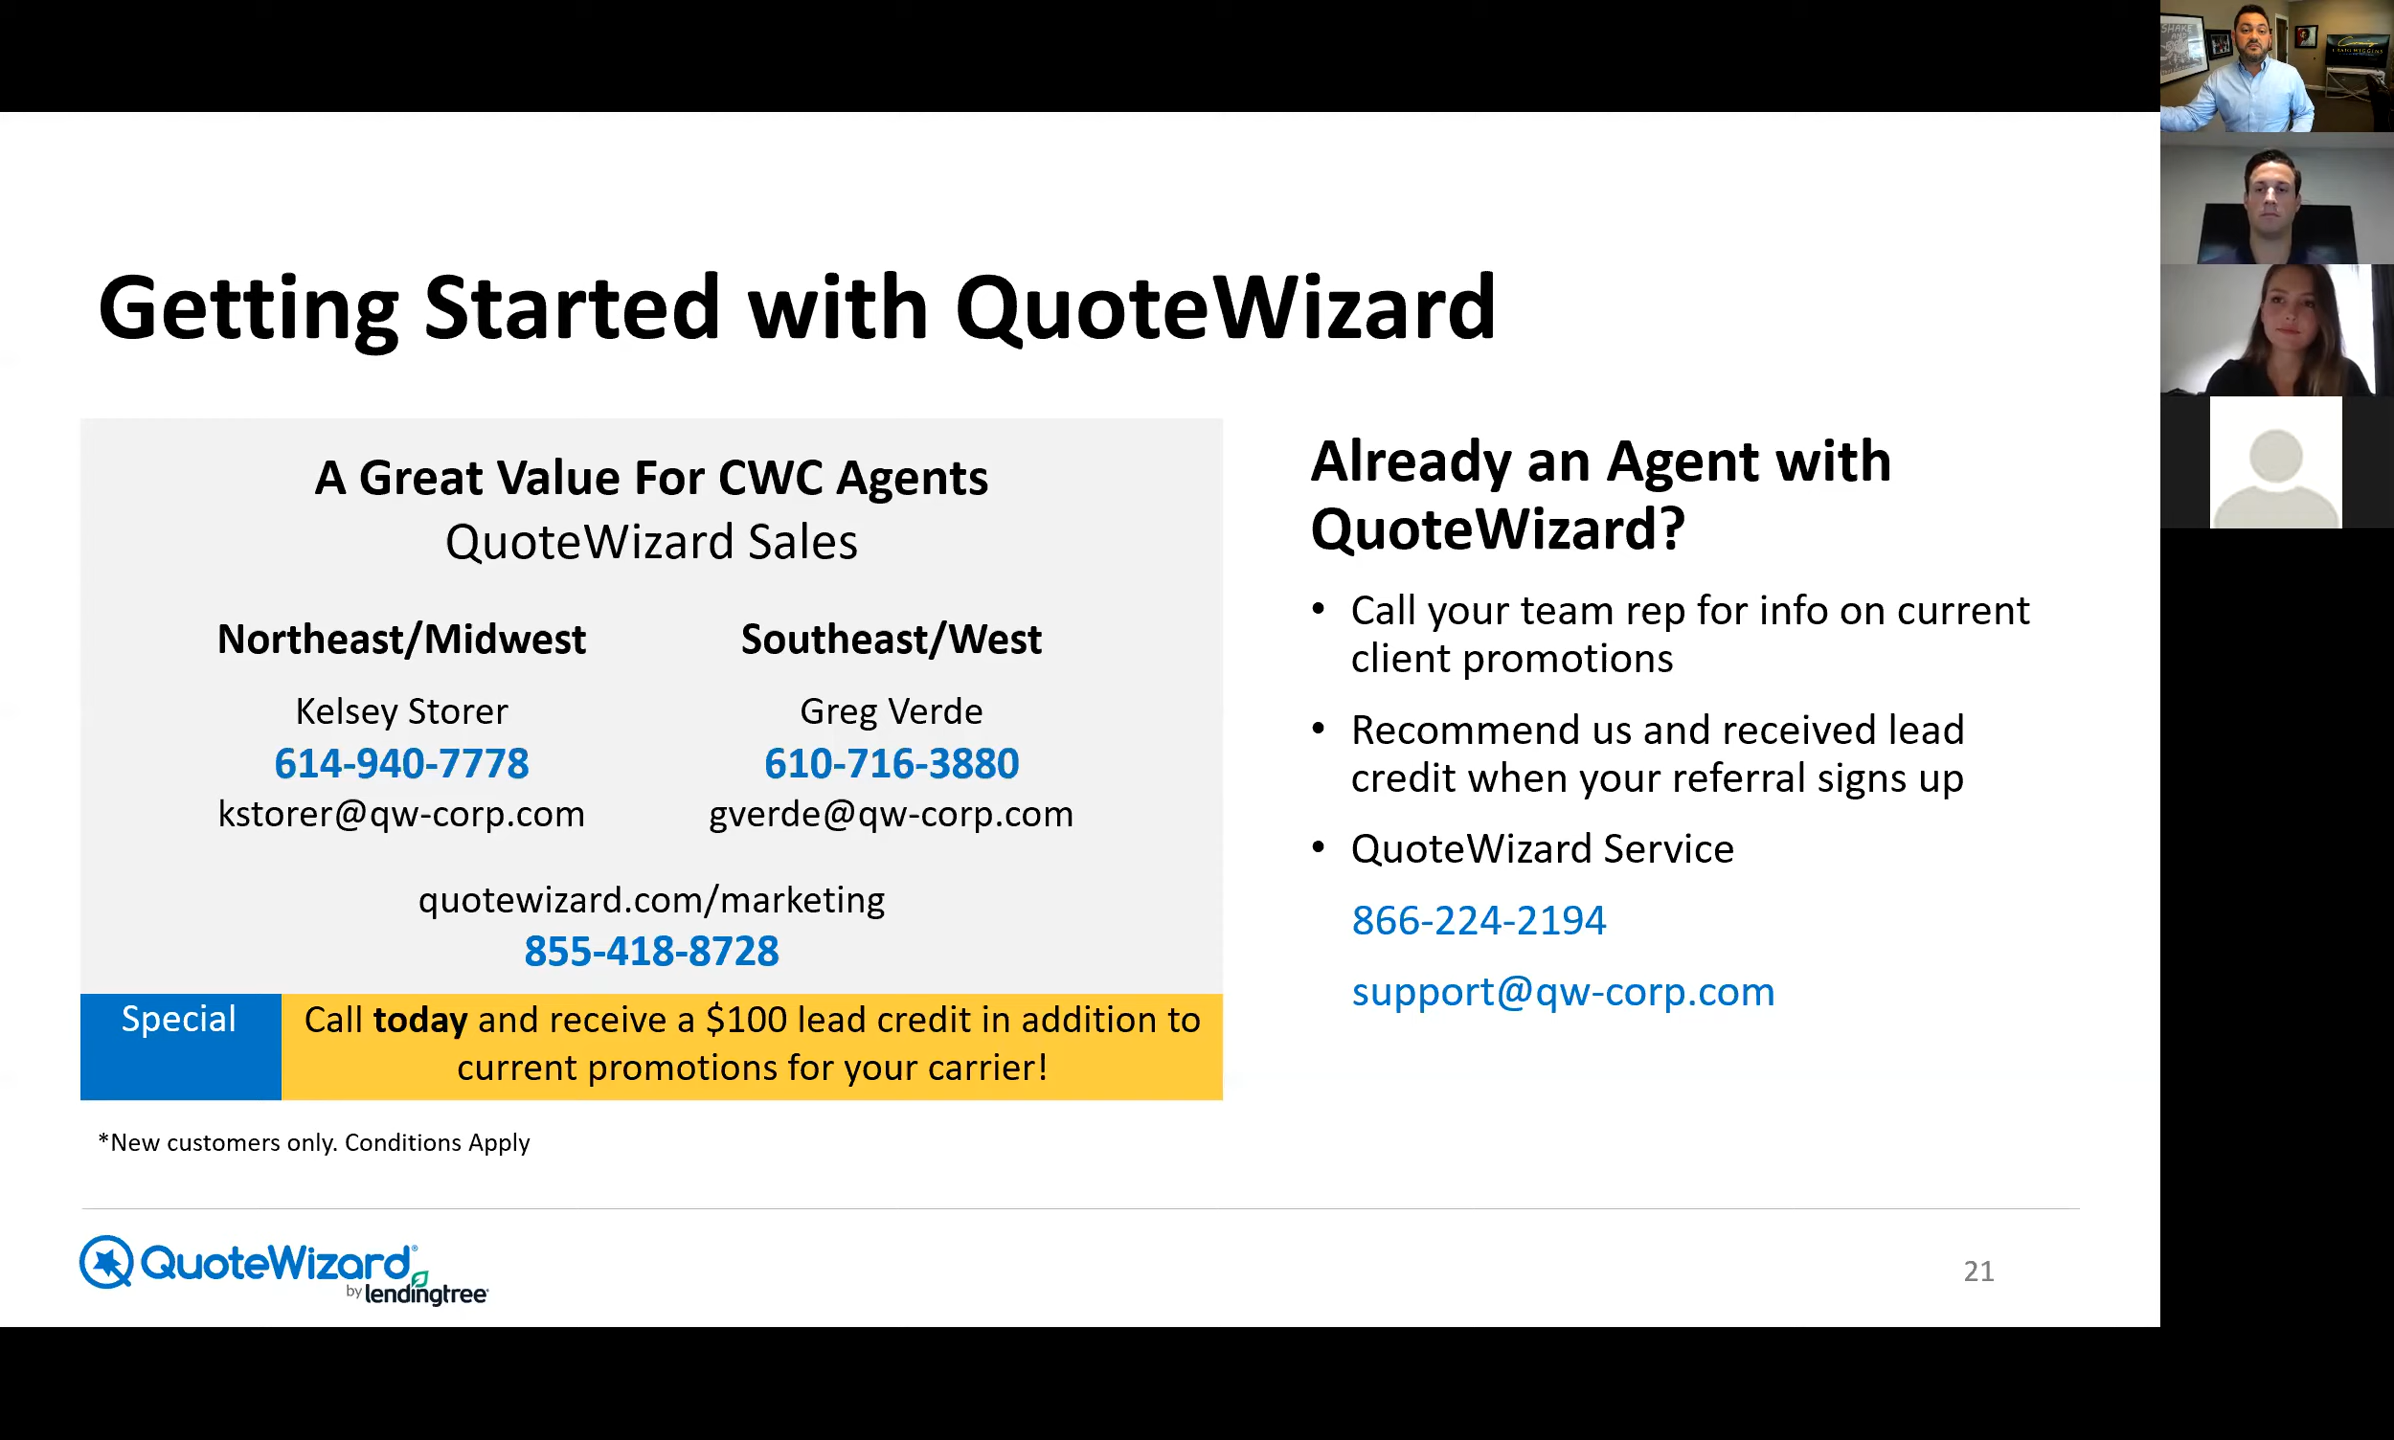 Getting Started with QuoteWizard
A Great Value For CWC Agents
QuoteWizard Sales
Northeast/Midwest
Kelsey Storer
614-940-7778
kstorer@qw-corp.com
Southeast/West
Greg Verde
610-716-3880
gverde@qw-corp.com
quotewizard.com/marketing
855-418-8728
Special
Call today and receive a $100 lead credit in addition to
current promotions for your carrier!
*New customers only. Conditions Apply
Already an Agent with
QuoteWizard?
• Call your team rep for info on current
client promotions
• Recommend us and received lead
credit when your referral signs up
• QuoteWizard Service
866-224-2194
support@qw-corp.com
QuoteWizard®
by lendingtree
21